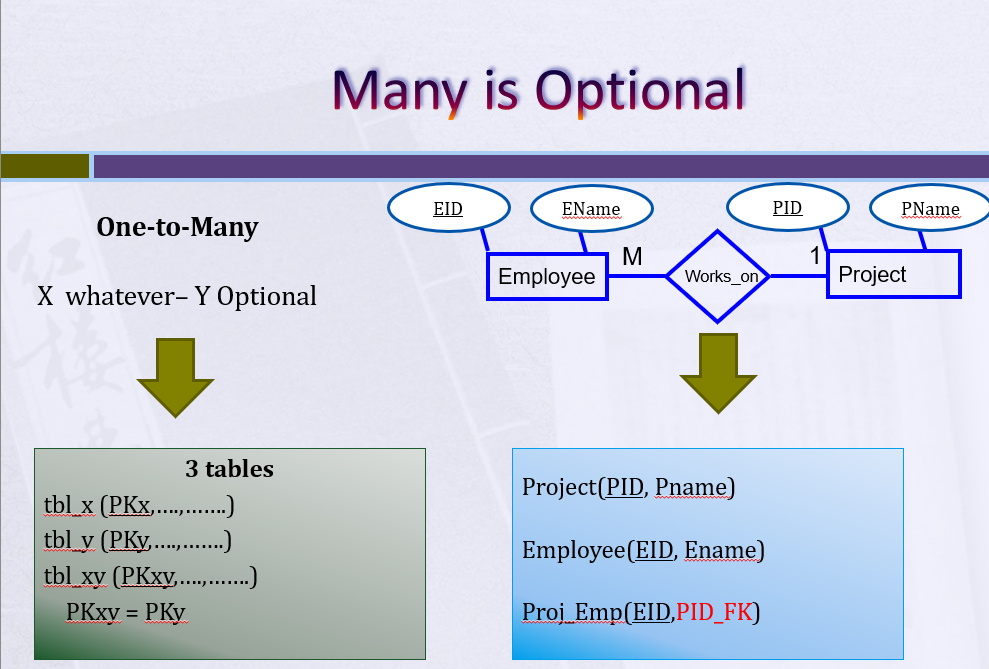 Many is Optional
One-to-Many
X whatever– Y Optional
EID
EName
PID
PName
Employee
M
Works_on
1
Project
3 tables
tbl_x (PKx,....,.......)
tbl_y (PKy,....,.......)
tbl_xy (PKxy,....,.......)
PKxy = PKy
Project(PID, Pname)
Employee(EID, Ename)
Proj_Emp(EID,PID_FK)